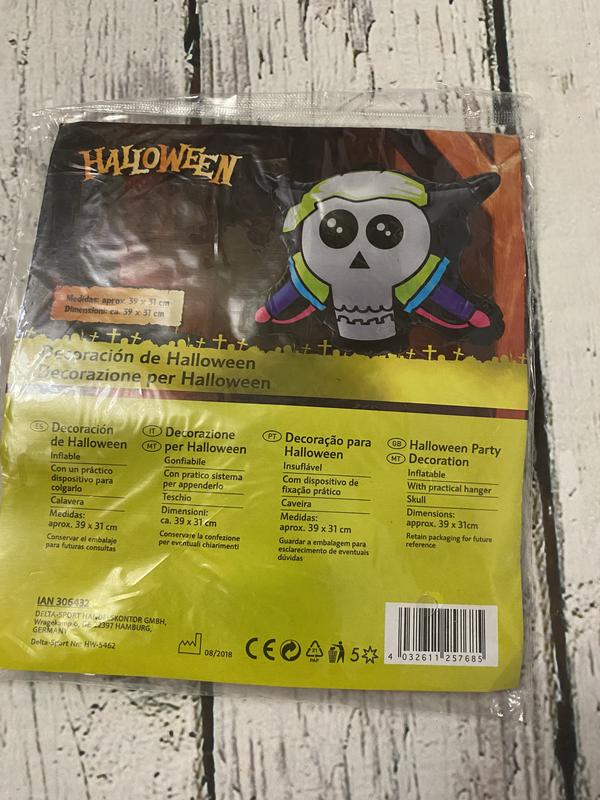 HALLOWEEN
Medidas: aprox. 39 x 31 cm
Dimensioni: ca. 39 x 31 cm
Decoración de Halloween
Decorazione per Halloween
ES Decoración
de Halloween
Inflable
Con un práctico
dispositivo para
colgarlo
Calavera
Medidas:
aprox. 39 x 31 cm
Conservar el embalaje
para futuras consultas
IT MT Decorazione
per Halloween
Gonfiabile
Con pratico sistema
per appenderlo
Teschio
Dimensioni:
ca. 39 x 31 cm
Conservare la confezione
per eventuali chiarimenti
PT Decoração para
Halloween
Insuflável
Com dispositivo de
fixação prático
Caveira
Medidas:
aprox. 39 x 31 cm
Guardar a embalagem para
esclarecimento de eventuais
dúvidas
GB MT Halloween Party
Decoration
Inflatable
With practical hanger
Skull
Dimensions:
approx. 39 x 31cm
Retain packaging for future
reference
IAN 306432
DELTA-SPORT HANDELSKONTOR GMBH,
Wragekamp 6, DE 22397 HAMBURG,
GERMANY
Delta-Sport Nr.: HW-5462
08/2018
CE
21
PAP
5
4 032611 257685